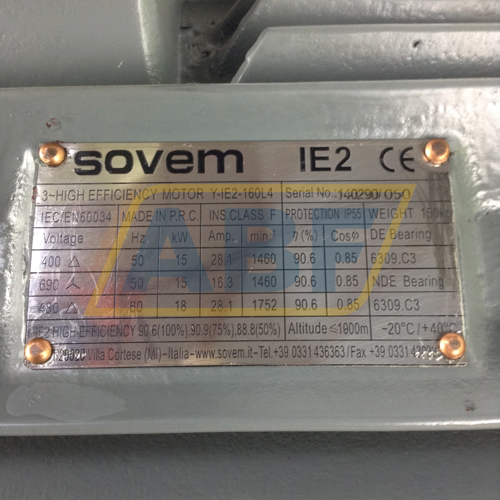 sovem IE2 CE
3~HIGH EFFICIENCY MOTOR Y-IE2-160L4 Serial No: 140290/050
IEC/EN60034 MADE IN P.R.C. INS.CLASS F PROTECTION IP55 WEIGHT
Voltage Hz kW Amp. min⁻¹ η(%) Cosφ DE Bearing
400 △ 50 15 28.1 1460 90.6 0.85 6309.C3
690 Y 50 15 16.3 1460 90.6 0.85 NDE Bearing
480 △ 60 18 28.1 1752 90.6 0.85 6309.C3
IE2 HIGH EFFICIENCY 90.6(100%) 90.9(75%) 88.8(50%) Altitude ≤1000m -20°C/+40°C
20020 Villa Cortese (Mi)-Italia-www.sovem.it-Tel.+39 0331 436363/Fax +39 0331
ABF